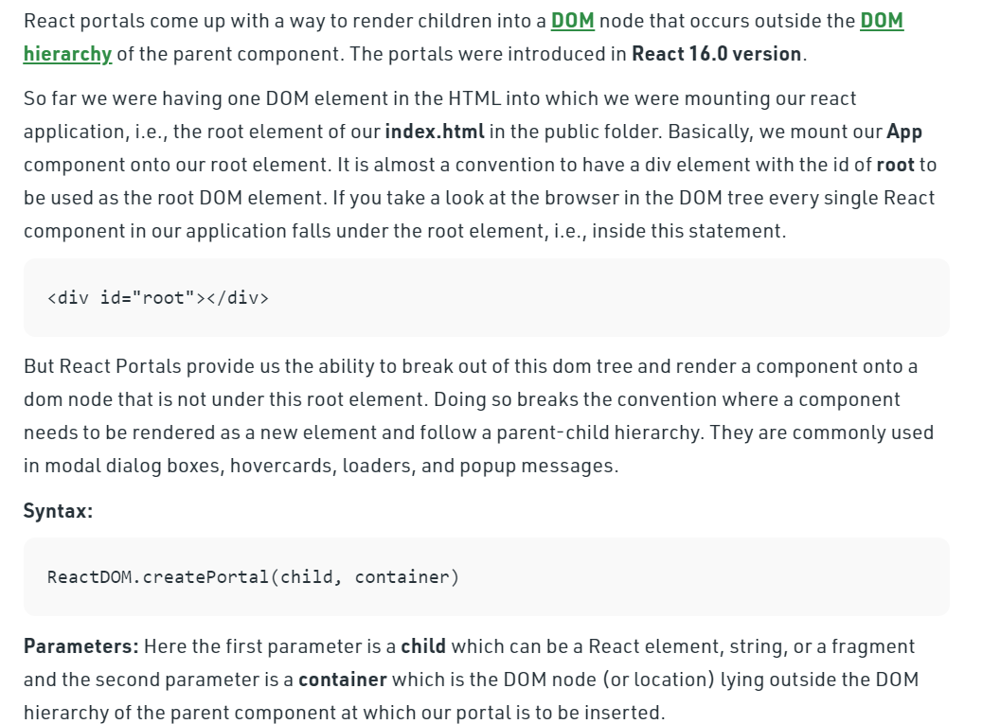 React portals come up with a way to render children into a DOM node that occurs outside the DOM
hierarchy of the parent component. The portals were introduced in React 16.0 version.
So far we were having one DOM element in the HTML into which we were mounting our react
application, i.e., the root element of our index.html in the public folder. Basically, we mount our App
component onto our root element. It is almost a convention to have a div element with the id of root to
be used as the root DOM element. If you take a look at the browser in the DOM tree every single React
component in our application falls under the root element, i.e., inside this statement.
<div id="root"></div>
But React Portals provide us the ability to break out of this dom tree and render a component onto a
dom node that is not under this root element. Doing so breaks the convention where a component
needs to be rendered as a new element and follow a parent-child hierarchy. They are commonly used
in modal dialog boxes, hovercards, loaders, and popup messages.
Syntax:
ReactDOM.createPortal(child, container)
Parameters: Here the first parameter is a child which can be a React element, string, or a fragment
and the second parameter is a container which is the DOM node (or location) lying outside the DOM
hierarchy of the parent component at which our portal is to be inserted.